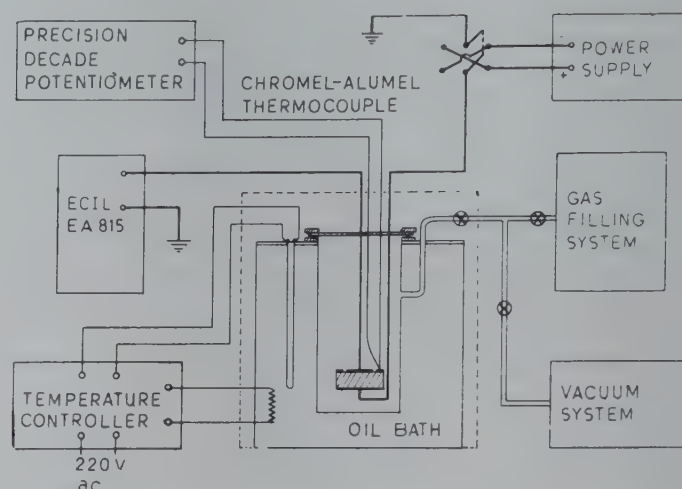 PRECISION
DECADE
POTENTIOMETER
CHROMEL-ALUMEL
THERMOCOUPLE
POWER
SUPPLY
+
ECIL
EA 815
GAS
FILLING
SYSTEM
TEMPERATURE
CONTROLLER
OIL BATH
VACUUM
SYSTEM
220 V
ac